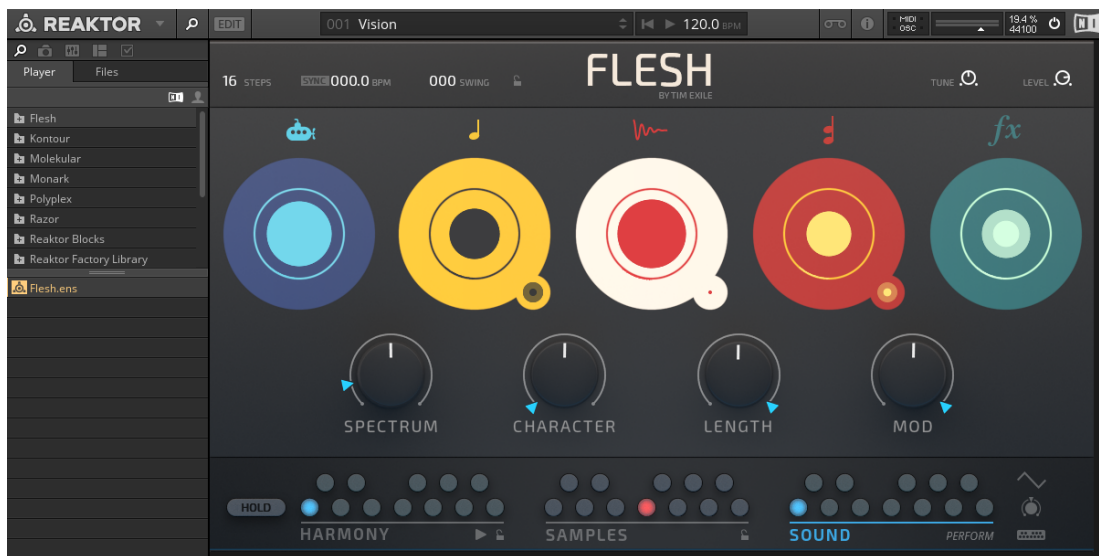 REAKTOR
EDIT
001 Vision
120.0 BPM
MIDI
OSC
19.4 %
44100
Player
Files
16 STEPS
SYNC 000.0 BPM
000 SWING
FLESH
BY TIM EXILE
TUNE
LEVEL
Flesh
Kontour
Molekular
Monark
Polyplex
Razor
Reaktor Blocks
Reaktor Factory Library
Flesh.ens
fx
SPECTRUM
CHARACTER
LENGTH
MOD
HOLD
HARMONY
SAMPLES
SOUND
PERFORM